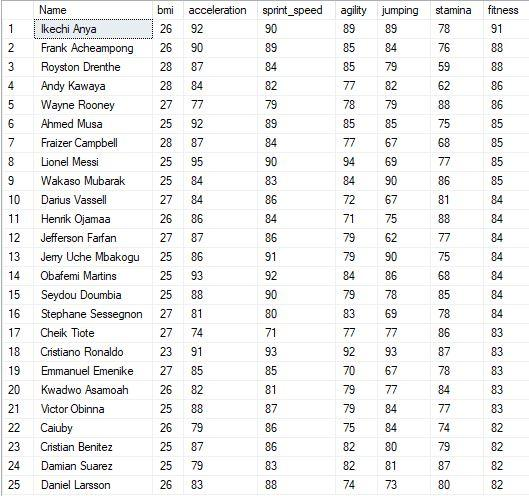 Name bmi acceleration sprint_speed agility jumping stamina fitness
1 Ikechi Anya 26 92 90 89 89 78 91
2 Frank Acheampong 26 90 89 85 84 76 88
3 Royston Drenthe 28 87 84 85 79 59 88
4 Andy Kawaya 28 84 82 77 82 62 86
5 Wayne Rooney 27 77 79 78 79 88 86
6 Ahmed Musa 25 92 89 85 85 75 85
7 Fraizer Campbell 28 87 84 77 67 68 85
8 Lionel Messi 25 95 90 94 69 77 85
9 Wakaso Mubarak 25 84 83 84 90 86 85
10 Darius Vassell 27 84 86 72 67 81 84
11 Henrik Ojamaa 26 86 84 71 75 88 84
12 Jefferson Farfan 27 87 86 79 62 77 84
13 Jerry Uche Mbakogu 25 86 91 79 90 75 84
14 Obafemi Martins 25 93 92 84 86 68 84
15 Seydou Doumbia 25 88 90 79 78 85 84
16 Stephane Sessegnon 27 81 80 83 69 78 84
17 Cheik Tiote 27 74 71 77 77 86 83
18 Cristiano Ronaldo 23 91 93 92 93 87 83
19 Emmanuel Emenike 27 85 85 70 67 78 83
20 Kwadwo Asamoah 26 82 81 79 77 84 83
21 Victor Obinna 25 88 87 79 84 77 83
22 Caiuby 26 79 86 75 84 74 82
23 Cristian Benitez 25 87 86 82 80 79 82
24 Damian Suarez 25 79 83 82 81 87 82
25 Daniel Larsson 26 83 88 74 73 80 82